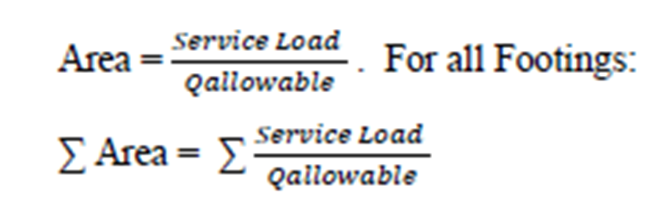 Area = Service Load / Qallowable . For all Footings:
∑ Area = ∑ Service Load / Qallowable